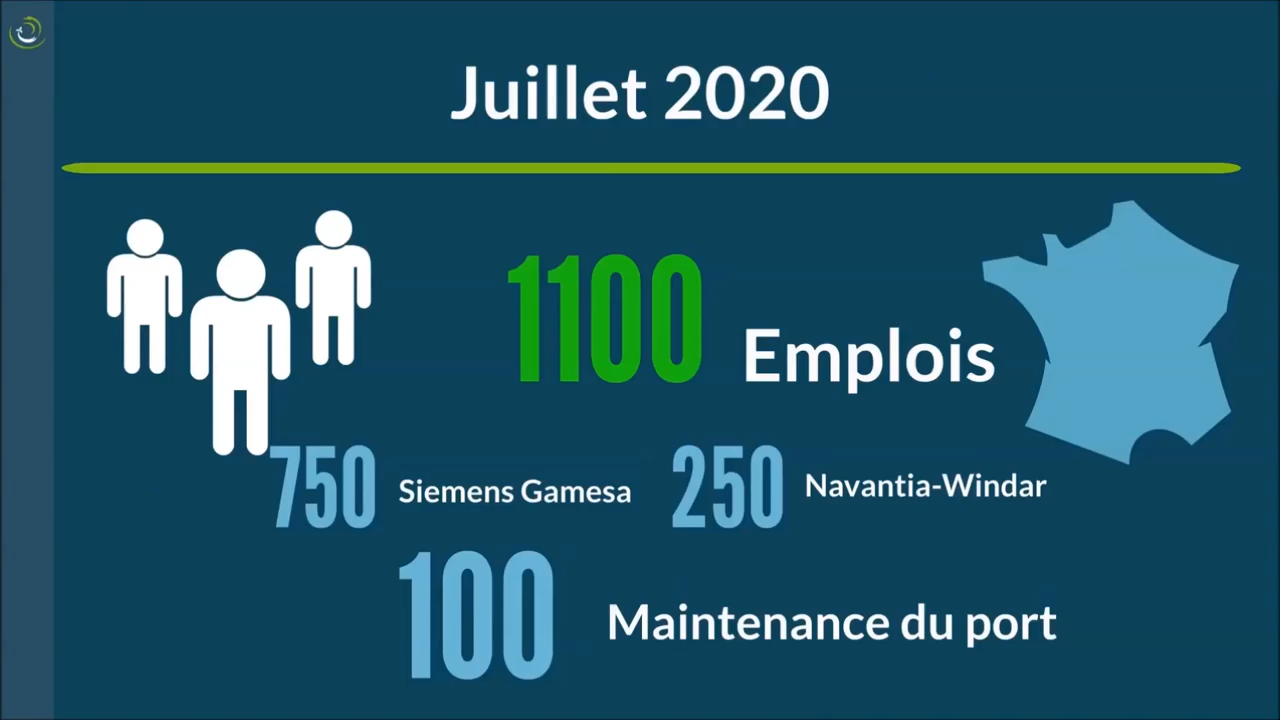 Juillet 2020
1100 Emplois
750 Siemens Gamesa 250 Navantia-Windar
100 Maintenance du port